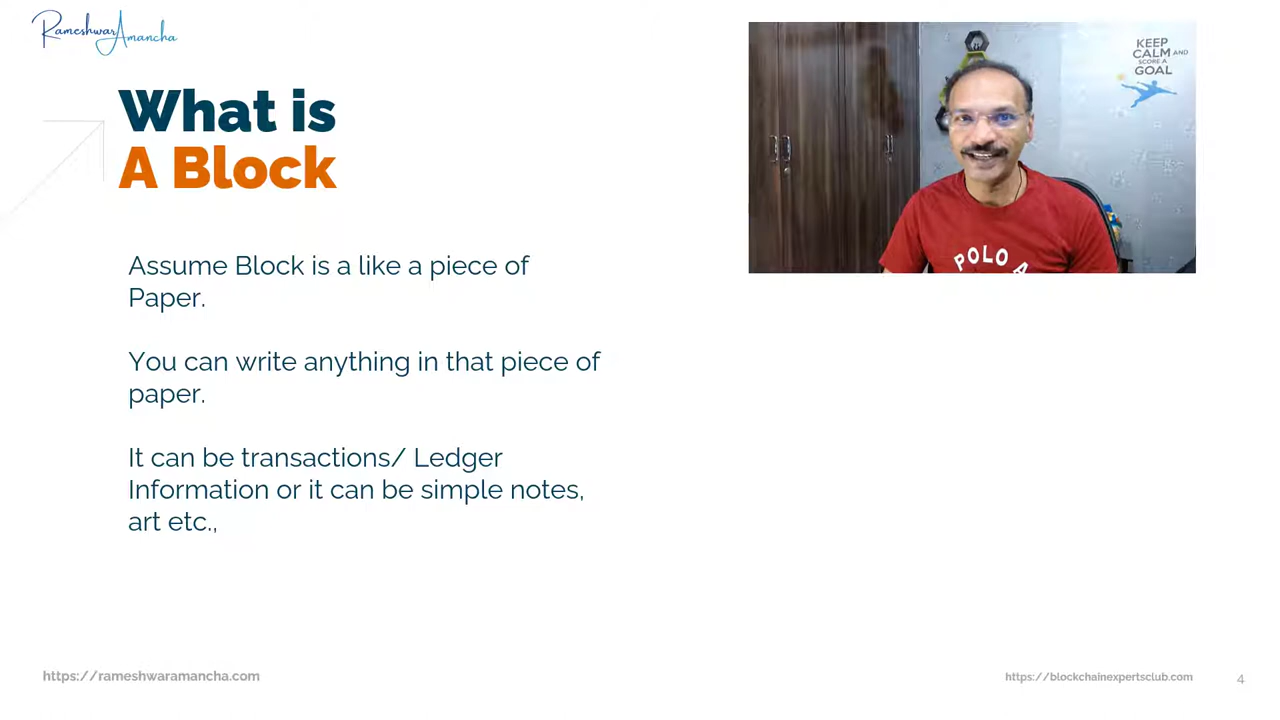 Rameshwar Amancha
What is
A Block
KEEP
CALM AND
SCORE A
GOAL
POLO A
Assume Block is a like a piece of
Paper.
You can write anything in that piece of
paper.
It can be transactions/ Ledger
Information or it can be simple notes,
art etc.,
https://rameshwaramancha.com
https://blockchainexpertsclub.com
4